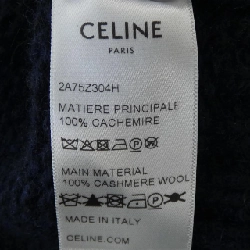 CELINE
PARIS
2A75Z304H
MATIERE PRINCIPALE
100% CACHEMIRE
MAIN MATERIAL
100% CASHMERE WOOL
MADE IN ITALY
CELINE.COM